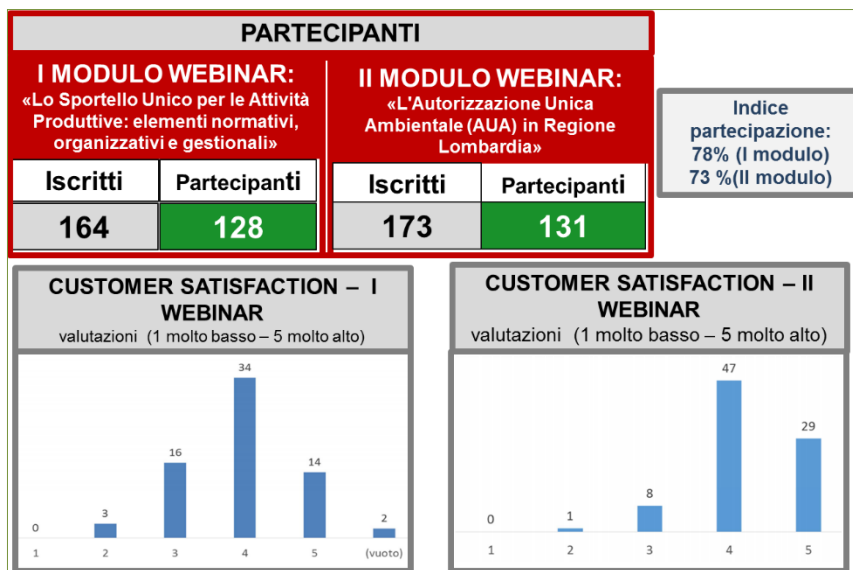 PARTECIPANTI
I MODULO WEBINAR:
«Lo Sportello Unico per le Attività
Produttive: elementi normativi,
organizzativi e gestionali»
Iscritti
Partecipanti
164
128
II MODULO WEBINAR:
«L'Autorizzazione Unica
Ambientale (AUA) in Regione
Lombardia»
Iscritti
Partecipanti
173
131
Indice
partecipazione:
78% (I modulo)
73 %(II modulo)
CUSTOMER SATISFACTION – I
WEBINAR
valutazioni (1 molto basso – 5 molto alto)
0
3
16
34
14
2
1
2
3
4
5
(vuoto)
CUSTOMER SATISFACTION – II
WEBINAR
valutazioni (1 molto basso – 5 molto alto)
0
1
8
47
29
1
2
3
4
5